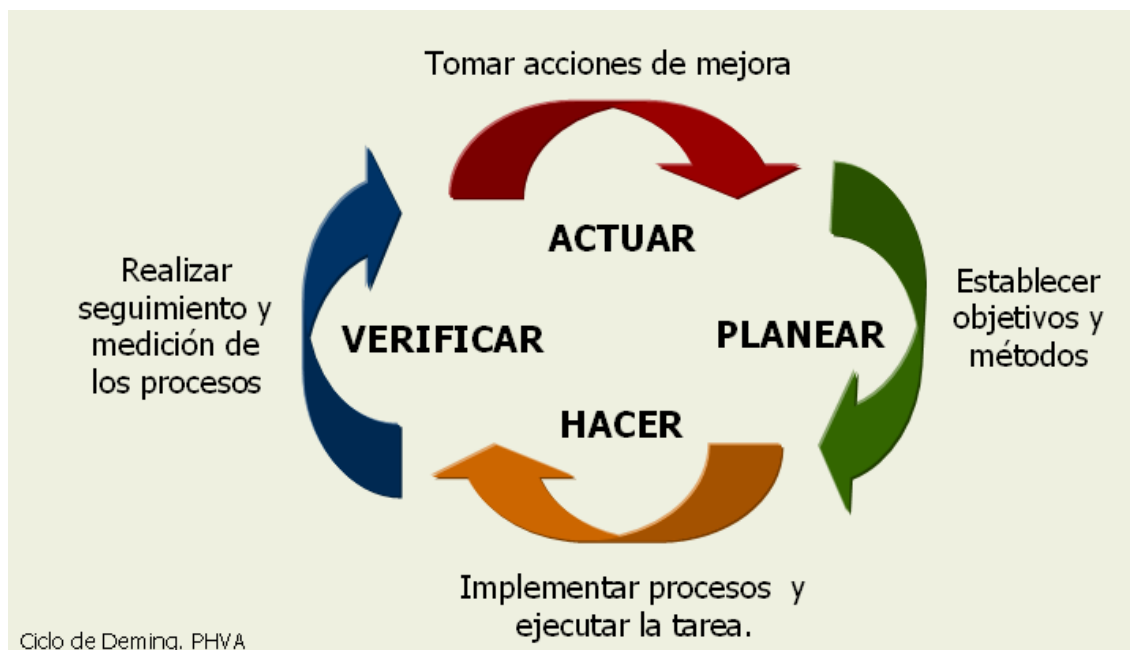 Tomar acciones de mejora
ACTUAR
Realizar
seguimiento y
medición de
los procesos
VERIFICAR
PLANEAR
Establecer
objetivos y
métodos
HACER
Implementar procesos y
ejecutar la tarea.
Ciclo de Deming. PHVA